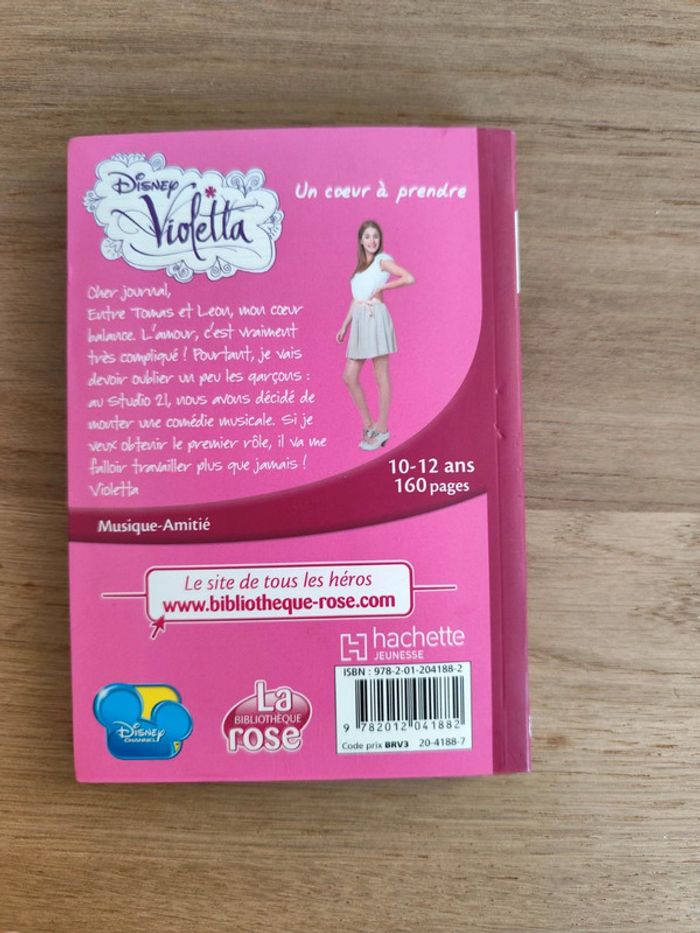 Disney
Violetta
Un coeur à prendre
Cher journal,
Entre Tomas et Leon, mon cœur
balance. L'amour, c'est vraiment
très compliqué ! Pourtant, je vais
devoir oublier un peu les garçons :
au Studio 21, nous avons décidé de
monter une comédie musicale. Si je
veux obtenir le premier rôle, il va me
falloir travailler plus que jamais !
Violetta
10-12 ans
160 pages
Musique-Amitié
Le site de tous les héros
www.bibliotheque-rose.com
hachette
JEUNESSE
ISBN : 978-2-01-204188-2
9 782012 041882
Code prix BRV3 20-4188-7
Disney
CHANNEL
La
BIBLIOTHÈQUE
rose